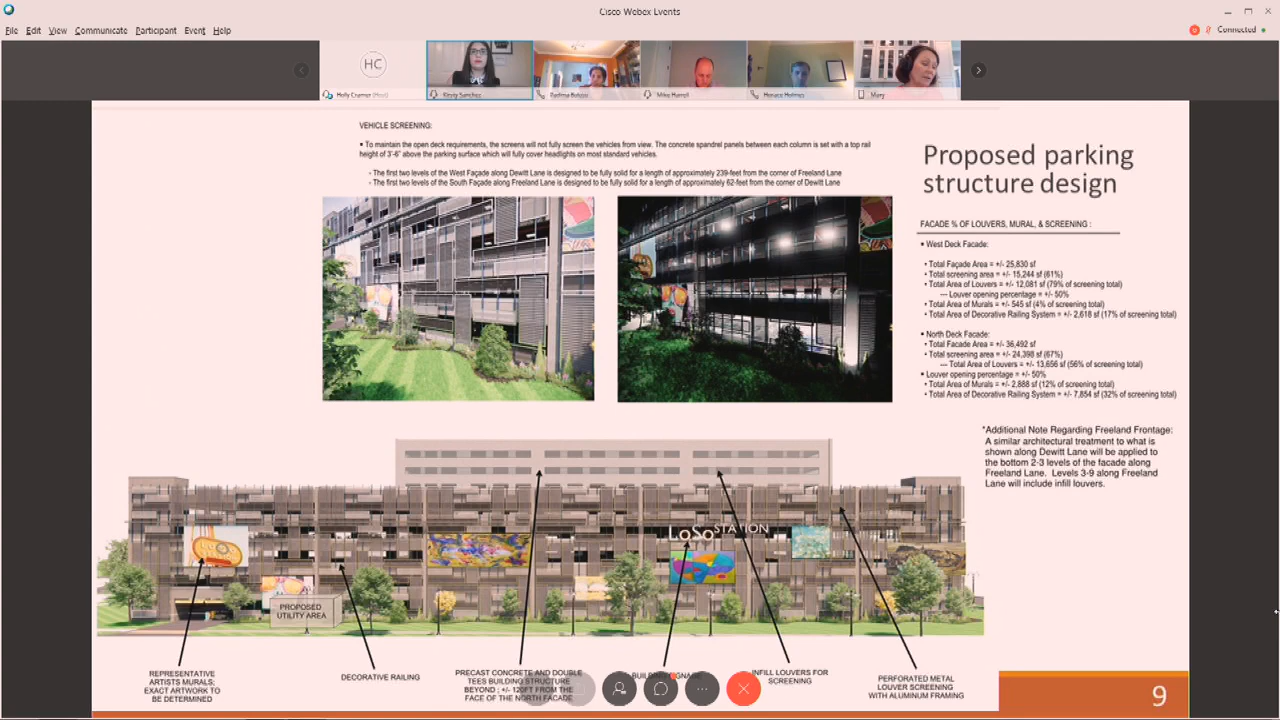 Cisco Webex Events
File Edit View Communicate Participant Event Help
Connected
HC
Holly Cramer (Host)
Kirsty Sanchez
Mike Harrell
Horace Holmes
Mary
VEHICLE SCREENING:
• To maintain the open deck requirements, the screens will not fully screen the vehicles from view. The concrete spandrel panels between each column is set with a top rail
height of 3'-6" above the parking surface which will fully cover headlights on most standard vehicles.
- The first two levels of the West Façade along Dewitt Lane is designed to be fully solid for a length of approximately 239-feet from the corner of Freeland Lane
- The first two levels of the South Façade along Freeland Lane is designed to be fully solid for a length of approximately 62-feet from the corner of Dewitt Lane
Proposed parking
structure design
FACADE % OF LOUVERS, MURAL, & SCREENING :
• West Deck Facade:
• Total Façade Area = +/- 25,830 sf
• Total screening area = +/- 15,244 sf (61%)
• Total Area of Louvers = +/- 12,081 sf (79% of screening total)
--- Louver opening percentage = +/- 50%
• Total Area of Murals = +/- 545 sf (4% of screening total)
• Total Area of Decorative Railing System = +/- 2,618 sf (17% of screening total)
• North Deck Facade:
• Total Facade Area = +/- 36,492 sf
• Total screening area = +/- 24,398 sf (67%)
--- Total Area of Louvers = +/- 13,656 sf (56% of screening total)
• Louver opening percentage = +/- 50%
• Total Area of Murals = +/- 2,888 sf (12% of screening total)
• Total Area of Decorative Railing System = +/- 7,854 sf (32% of screening total)
*Additional Note Regarding Freeland Frontage:
A similar architectural treatment to what is
shown along Dewitt Lane will be applied to
the bottom 2-3 levels of the facade along
Freeland Lane. Levels 3-9 along Freeland
Lane will include infill louvers.
LoSo STATION
PROPOSED
UTILITY AREA
REPRESENTATIVE
ARTISTS MURALS;
EXACT ARTWORK TO
BE DETERMINED
DECORATIVE RAILING
PRECAST CONCRETE AND DOUBLE
TEES BUILDING STRUCTURE
BEYOND ; +/- 120FT FROM THE
FACE OF THE NORTH FACADE
BUILDING SIGNAGE
INFILL LOUVERS FOR
SCREENING
PERFORATED METAL
LOUVER SCREENING
WITH ALUMINUM FRAMING
9